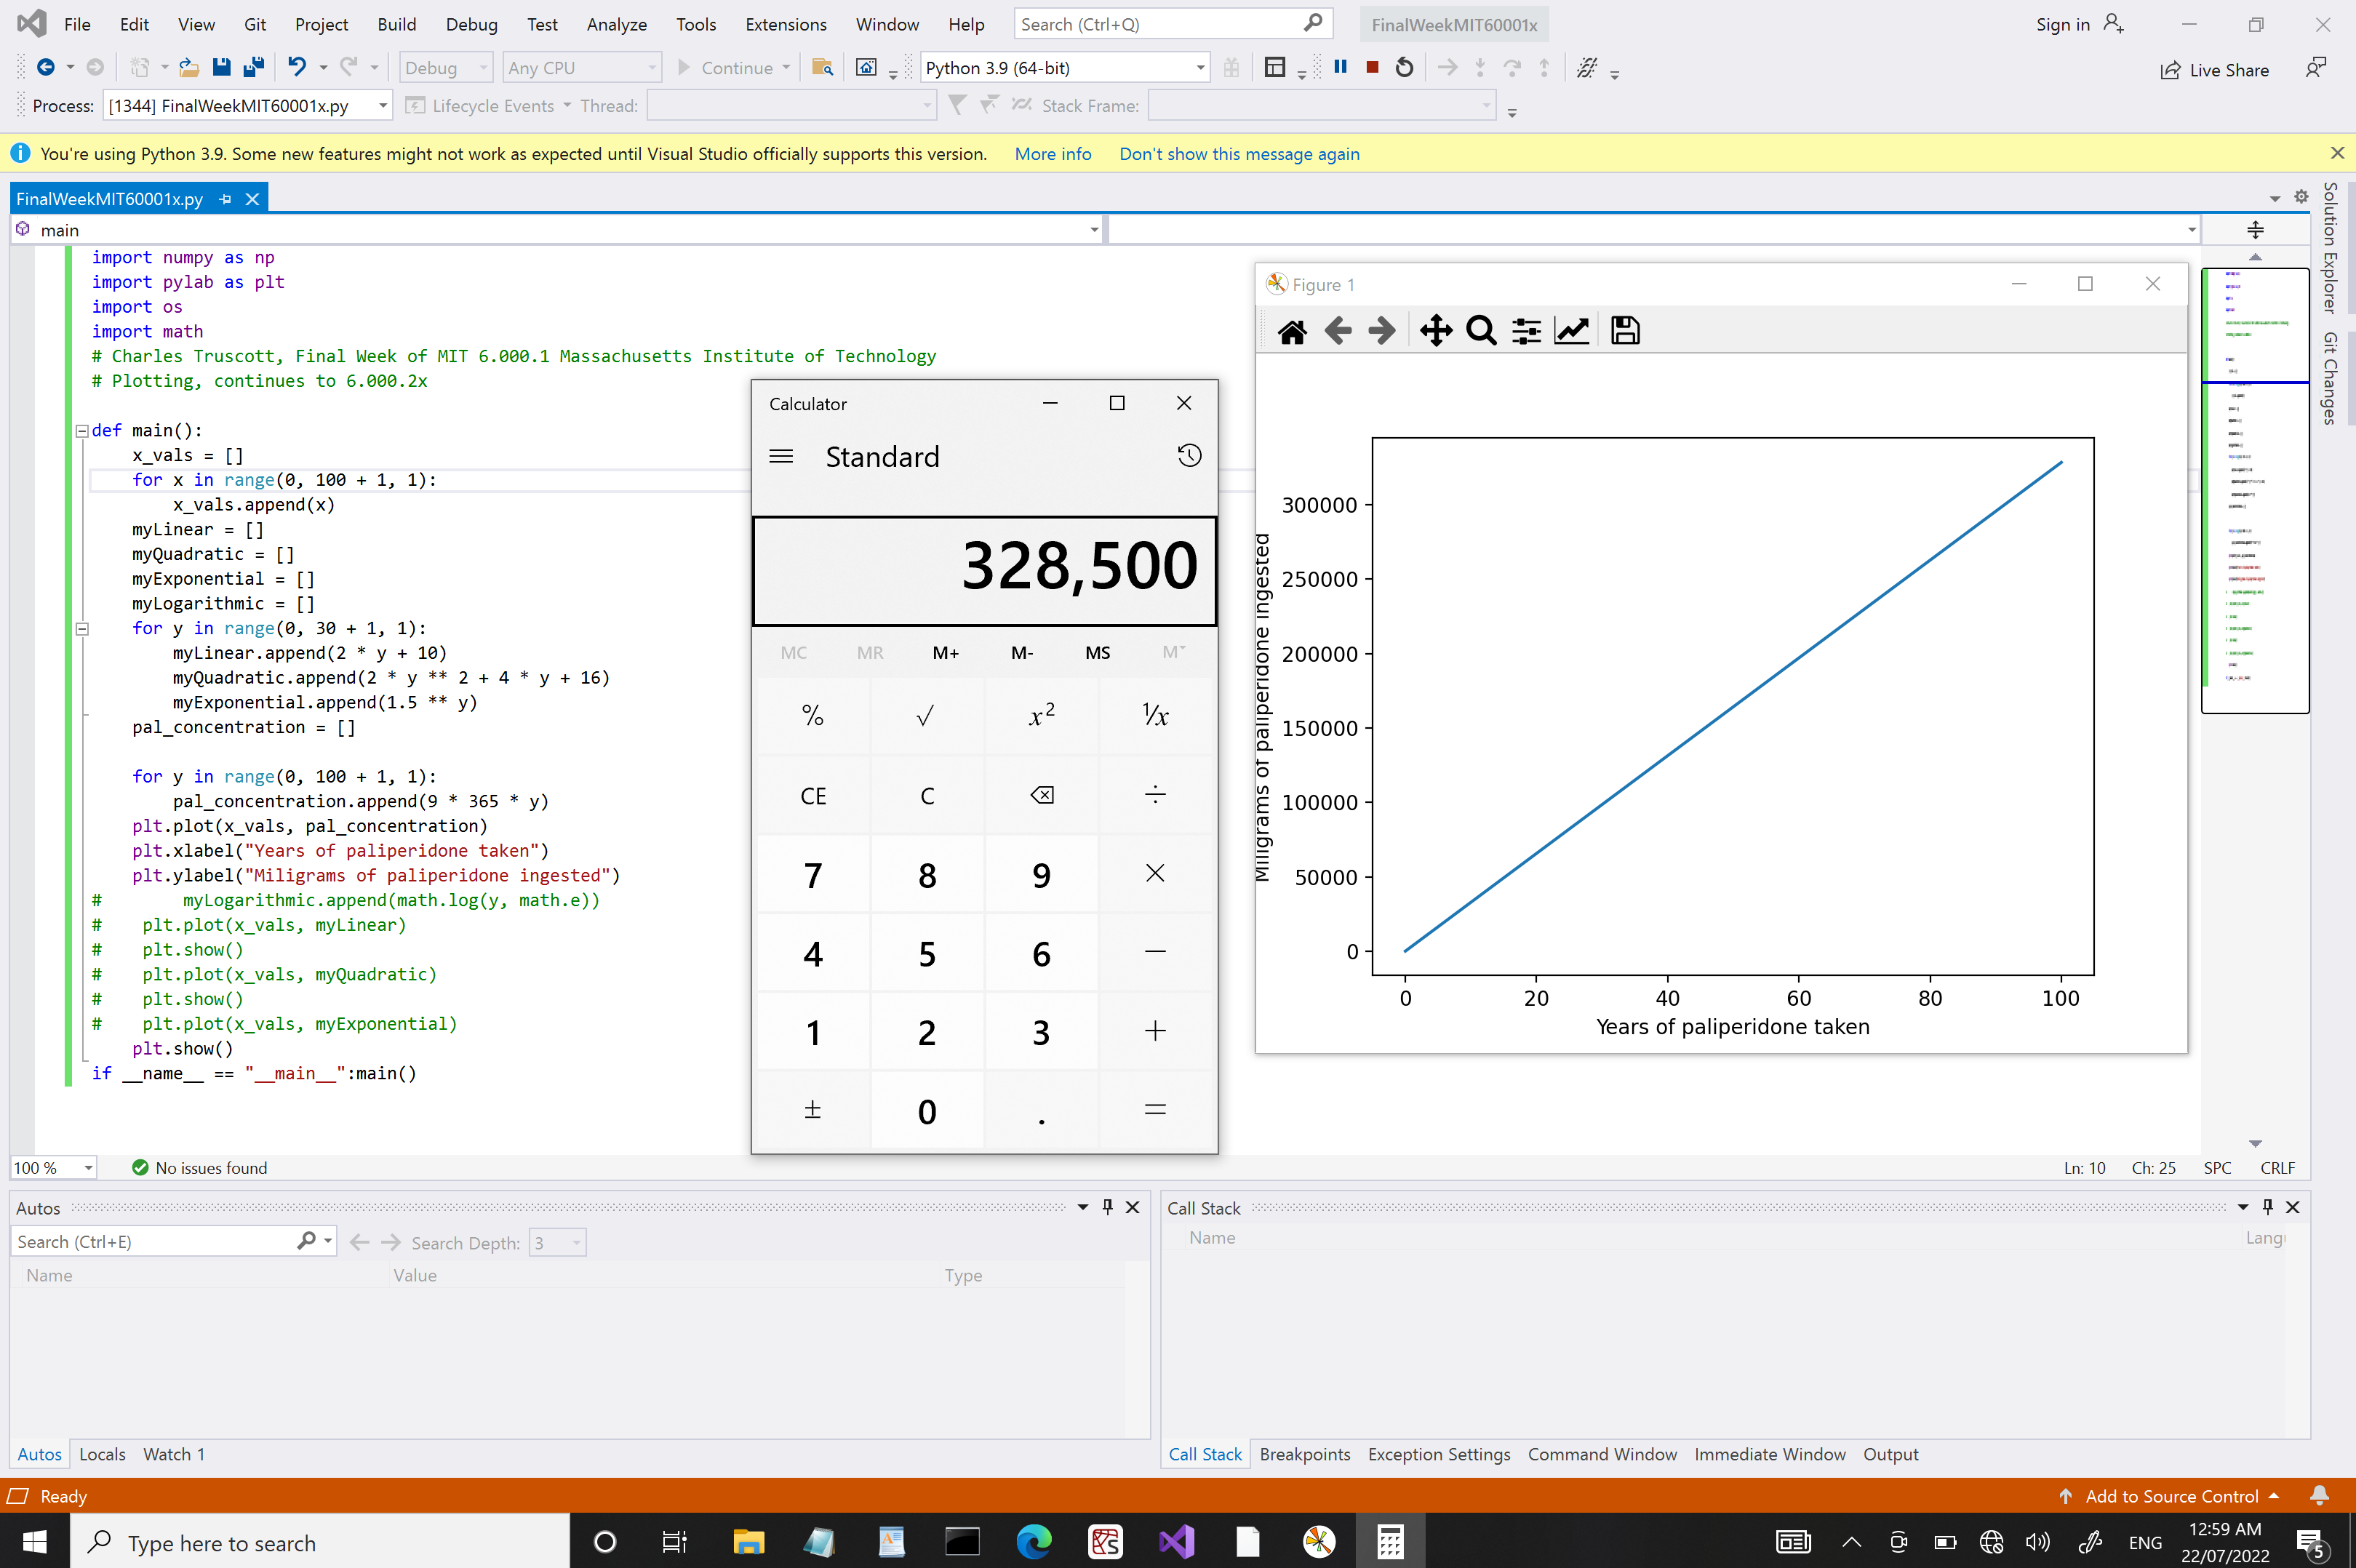 File Edit View Git Project Build Debug Test Analyze Tools Extensions Window Help Search (Ctrl+Q) FinalWeekMIT60001x Sign in
Debug Any CPU Continue Python 3.9 (64-bit) Live Share
Process: [1344] FinalWeekMIT60001x.py Lifecycle Events Thread: Stack Frame:
You're using Python 3.9. Some new features might not work as expected until Visual Studio officially supports this version. More info Don't show this message again
FinalWeekMIT60001x.py
main
import numpy as np
import pylab as plt
import os
import math
# Charles Truscott, Final Week of MIT 6.000.1 Massachusetts Institute of Technology
# Plotting, continues to 6.000.2x
def main():
x_vals = []
for x in range(0, 100 + 1, 1):
x_vals.append(x)
myLinear = []
myQuadratic = []
myExponential = []
myLogarithmic = []
for y in range(0, 30 + 1, 1):
myLinear.append(2 * y + 10)
myQuadratic.append(2 * y ** 2 + 4 * y + 16)
myExponential.append(1.5 ** y)
pal_concentration = []
for y in range(0, 100 + 1, 1):
pal_concentration.append(9 * 365 * y)
plt.plot(x_vals, pal_concentration)
plt.xlabel("Years of paliperidone taken")
plt.ylabel("Miligrams of paliperidone ingested")
# myLogarithmic.append(math.log(y, math.e))
# plt.plot(x_vals, myLinear)
# plt.show()
# plt.plot(x_vals, myQuadratic)
# plt.show()
# plt.plot(x_vals, myExponential)
plt.show()
if __name__ == "__main__":main()
Calculator
Standard
328,500
MC MR M+ M- MS M˅
% √ x² ¹/x
CE C ÷
7 8 9 ×
4 5 6 −
1 2 3 +
± 0 . =
Figure 1
300000
250000
200000
150000
100000
50000
0
0 20 40 60 80 100
Years of paliperidone taken
Miligrams of paliperidone ingested
Solution Explorer
Git Changes
100 % No issues found Ln: 10 Ch: 25 SPC CRLF
Autos
Search (Ctrl+E) Search Depth: 3
Name Value Type
Autos Locals Watch 1
Call Stack
Name Langu
Call Stack Breakpoints Exception Settings Command Window Immediate Window Output
Ready Add to Source Control
Type here to search
ENG 12:59 AM
22/07/2022
5